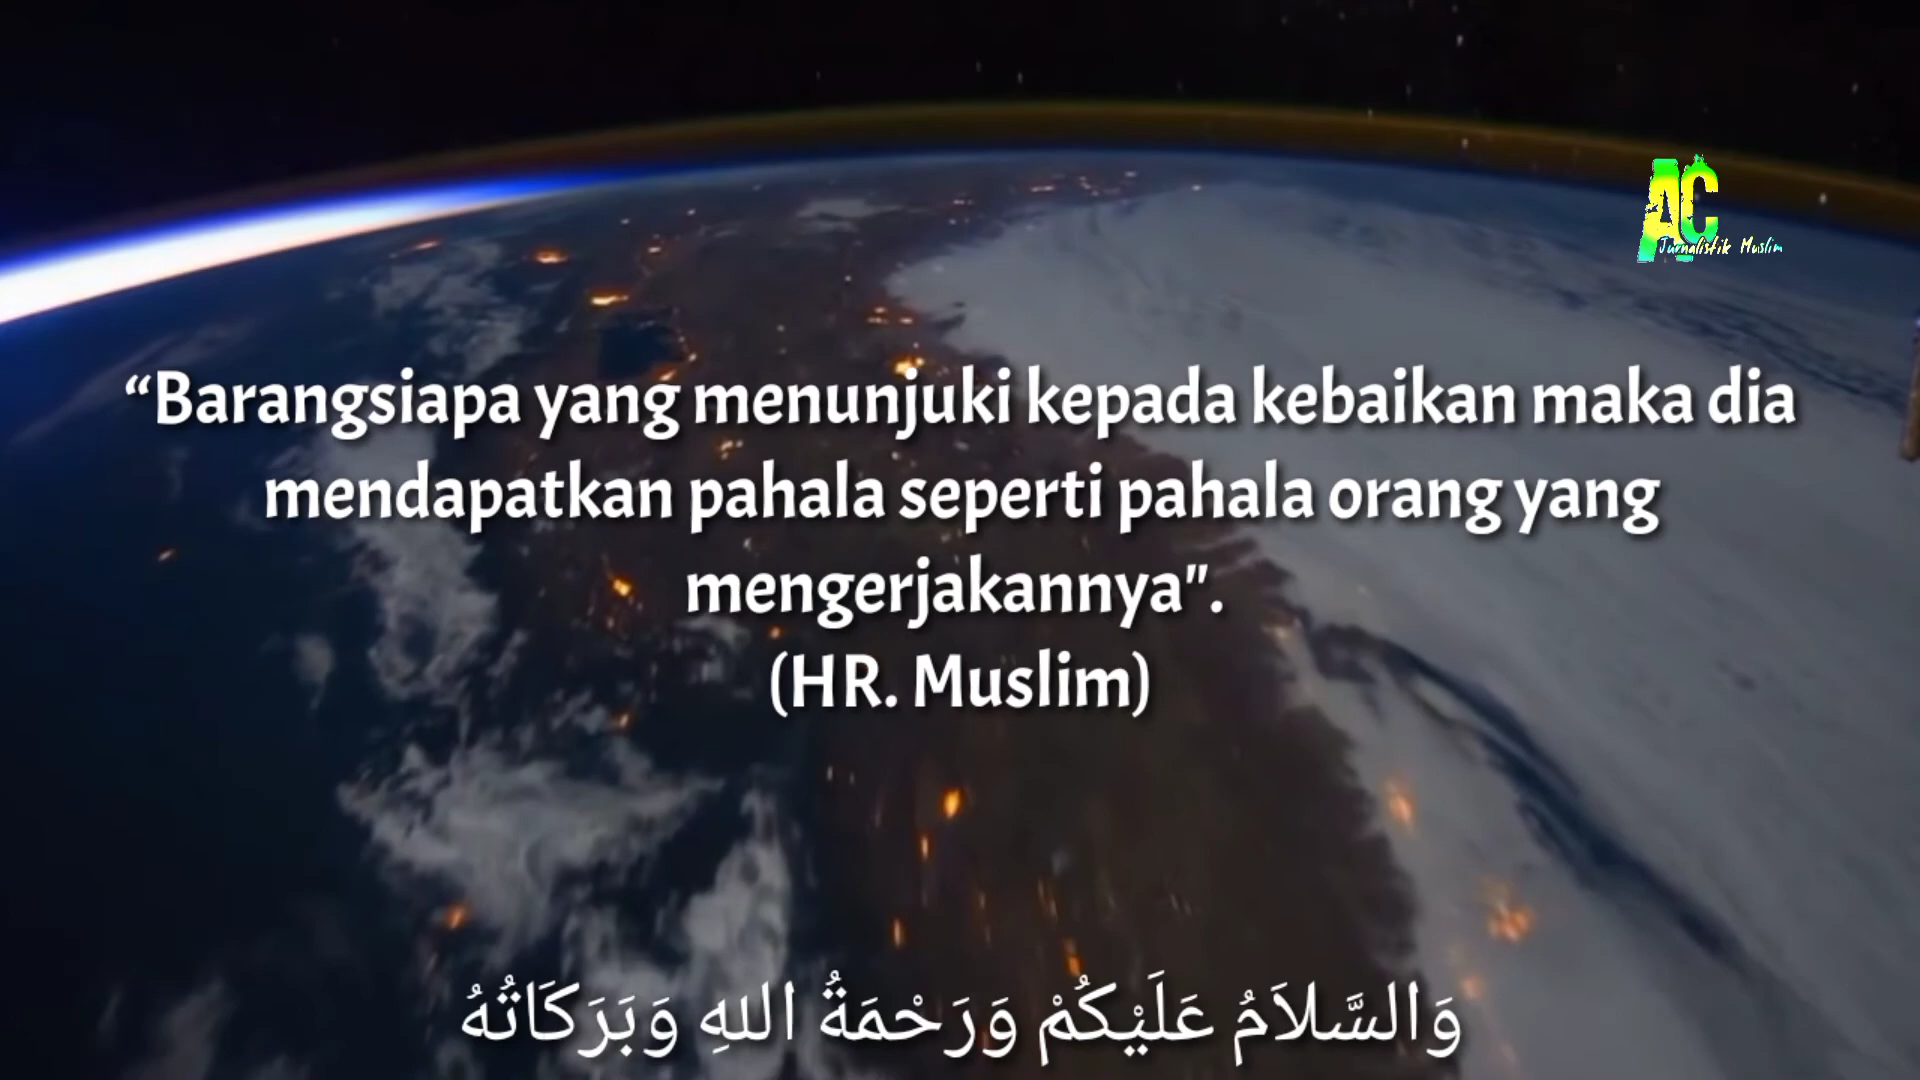 AC
Jurnalistik Muslim
“Barangsiapa yang menunjuki kepada kebaikan maka dia
mendapatkan pahala seperti pahala orang yang
mengerjakannya".
(HR. Muslim)
وَالسَّلاَمُ عَلَيْكُمْ وَرَحْمَةُ اللهِ وَبَرَكَاتُهُ